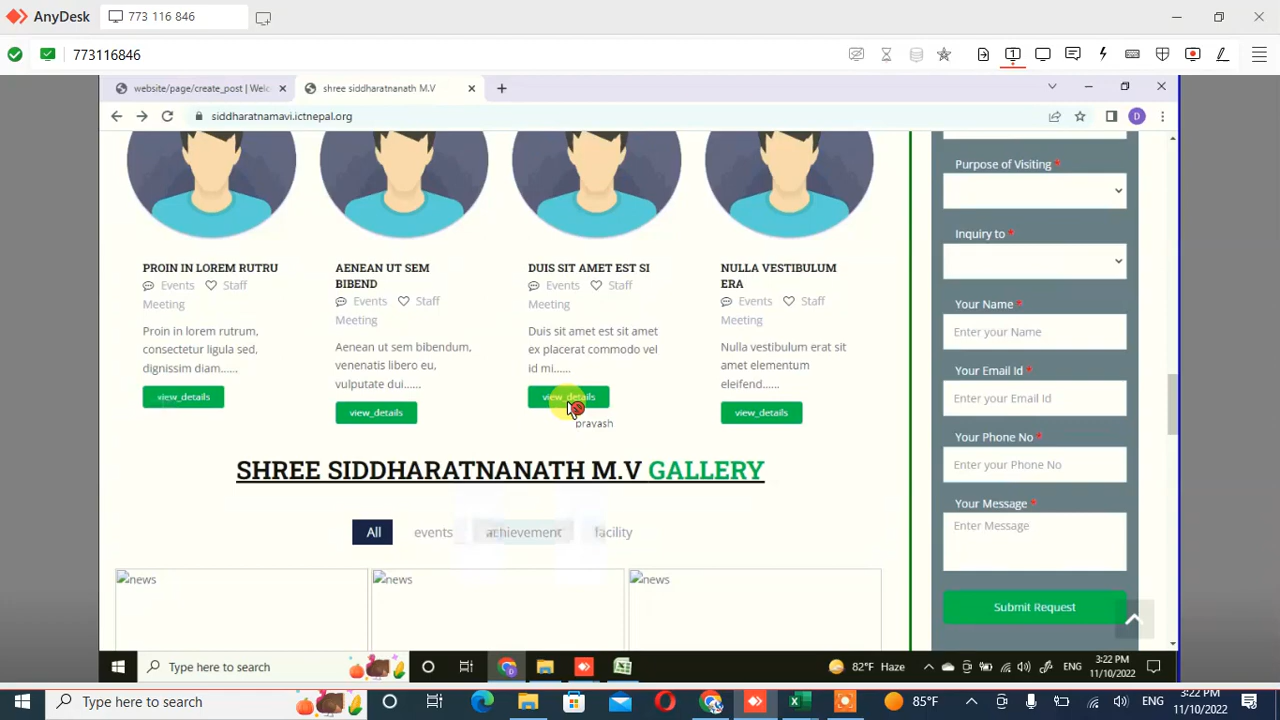 AnyDesk
773 116 846
773116846
website/page/create_post | Welc
shree siddharatnanath M.V
siddharatnamavi.ictnepal.org
PROIN IN LOREM RUTRU
Events Staff
Meeting
Proin in lorem rutrum,
consectetur ligula sed,
dignissim diam......
view_details
AENEAN UT SEM
BIBEND
Events Staff
Meeting
Aenean ut sem bibendum,
venenatis libero eu,
vulputate dui......
view_details
DUIS SIT AMET EST SI
Events Staff
Meeting
Duis sit amet est sit amet
ex placerat commodo vel
id mi......
view_details
pravash
NULLA VESTIBULUM
ERA
Events Staff
Meeting
Nulla vestibulum erat sit
amet elementum
eleifend......
view_details
SHREE SIDDHARATNANATH M.V GALLERY
All events achievement facility
news
news
news
Purpose of Visiting *
Inquiry to *
Your Name *
Enter your Name
Your Email Id *
Enter your Email Id
Your Phone No *
Enter your Phone No
Your Message *
Enter Message
Submit Request
Type here to search
82°F Haze
ENG
3:22 PM
11/10/2022
Type here to search
85°F
ENG
3:22 PM
11/10/2022